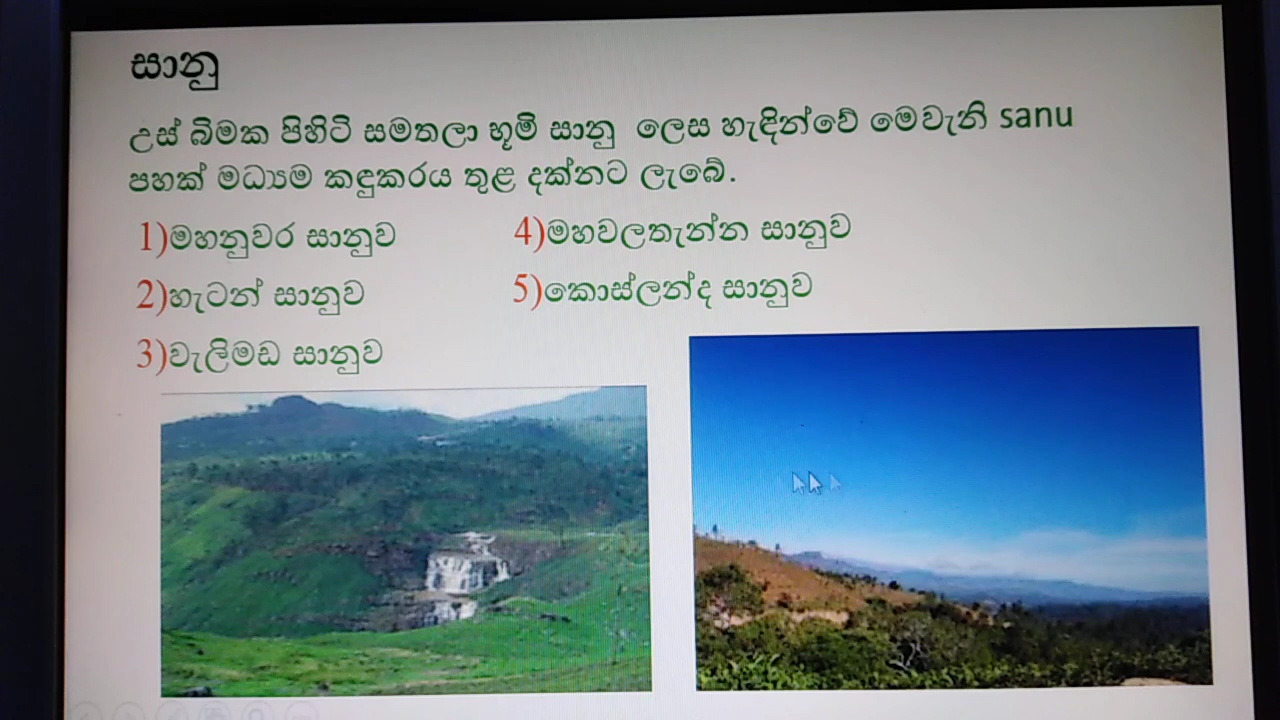 සානු
උස් බිමක පිහිටි සමතලා භූමි සානු ලෙස හැඳින්වේ මෙවැනි sanu
පහක් මධ්‍යම කඳුකරය තුළ දක්නට ලැබේ.
1)මහනුවර සානුව
2)හැටන් සානුව
3)වැලිමඩ සානුව
4)මහවලතැන්න සානුව
5)කොස්ලන්ද සානුව